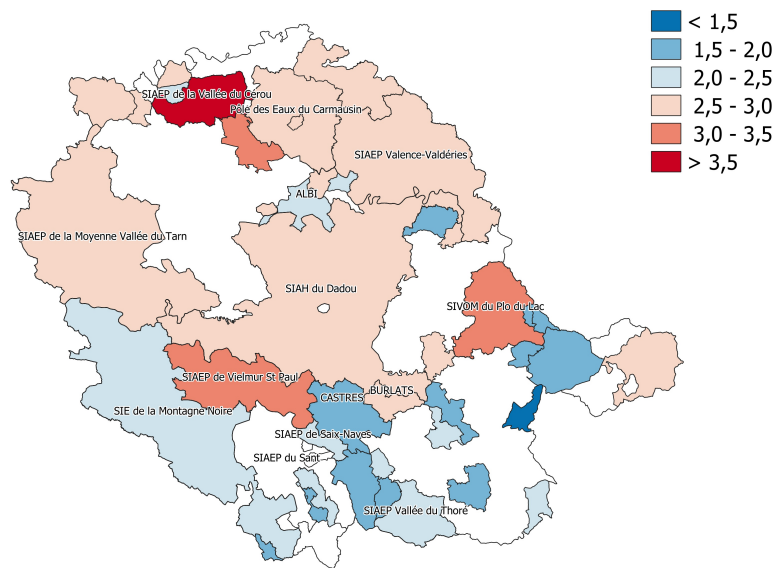 < 1,5
1,5 - 2,0
2,0 - 2,5
2,5 - 3,0
3,0 - 3,5
> 3,5
SIAEP de la Vallée du Cérou
Pôle des Eaux du Carmausin
SIAEP Valence-Valdéries
ALBI
SIAEP de la Moyenne Vallée du Tarn
SIAH du Dadou
SIVOM du Plo du Lac
SIAEP de Vielmur St Paul
BURLATS
CASTRES
SIE de la Montagne Noire
SIAEP de Saix-Naves
SIAEP du Sant
SIAEP Vallée du Thoré